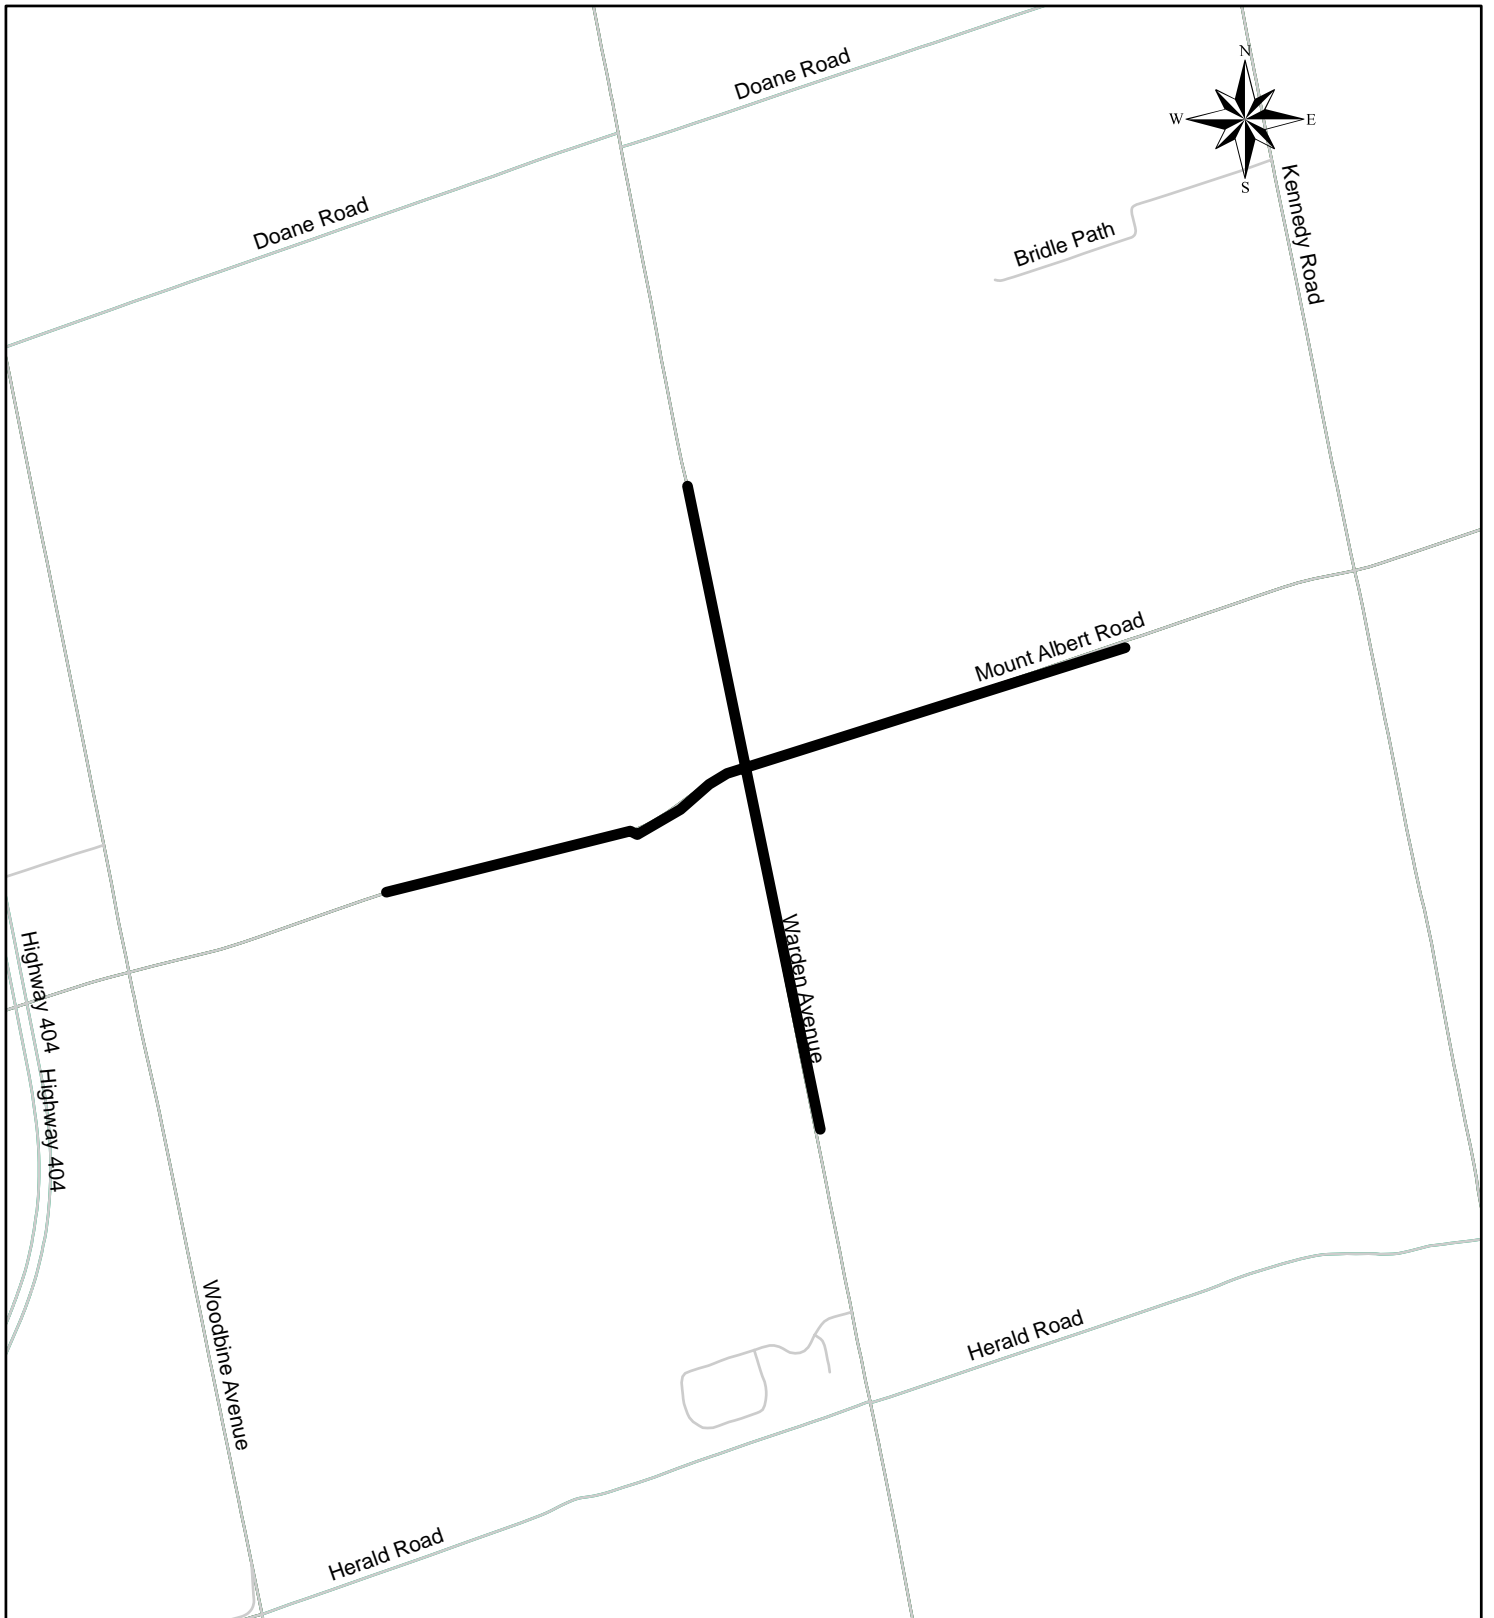 N
Doane Road
W
E
Kennedy Road
S
Doane Road
Bridle Path
Mount Albert Road
Warden Avenue
Highway 404
Highway 404
Woodbine Avenue
Herald Road
Herald Road